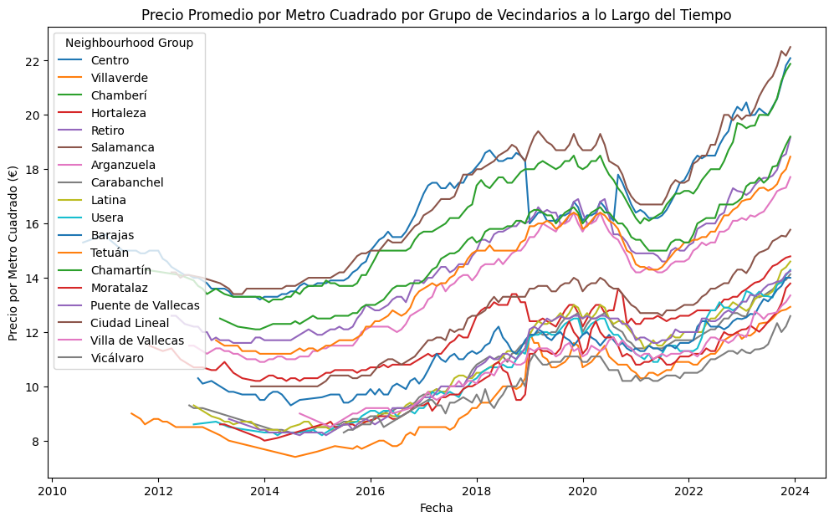 Precio Promedio por Metro Cuadrado por Grupo de Vecindarios a lo Largo del Tiempo
Neighbourhood Group
Centro
Villaverde
Chamberí
Hortaleza
Retiro
Salamanca
Arganzuela
Carabanchel
Latina
Usera
Barajas
Tetuán
Chamartín
Moratalaz
Puente de Vallecas
Ciudad Lineal
Villa de Vallecas
Vicálvaro
Precio por Metro Cuadrado (€)
22
20
18
16
14
12
10
8
2010
2012
2014
2016
2018
2020
2022
2024
Fecha